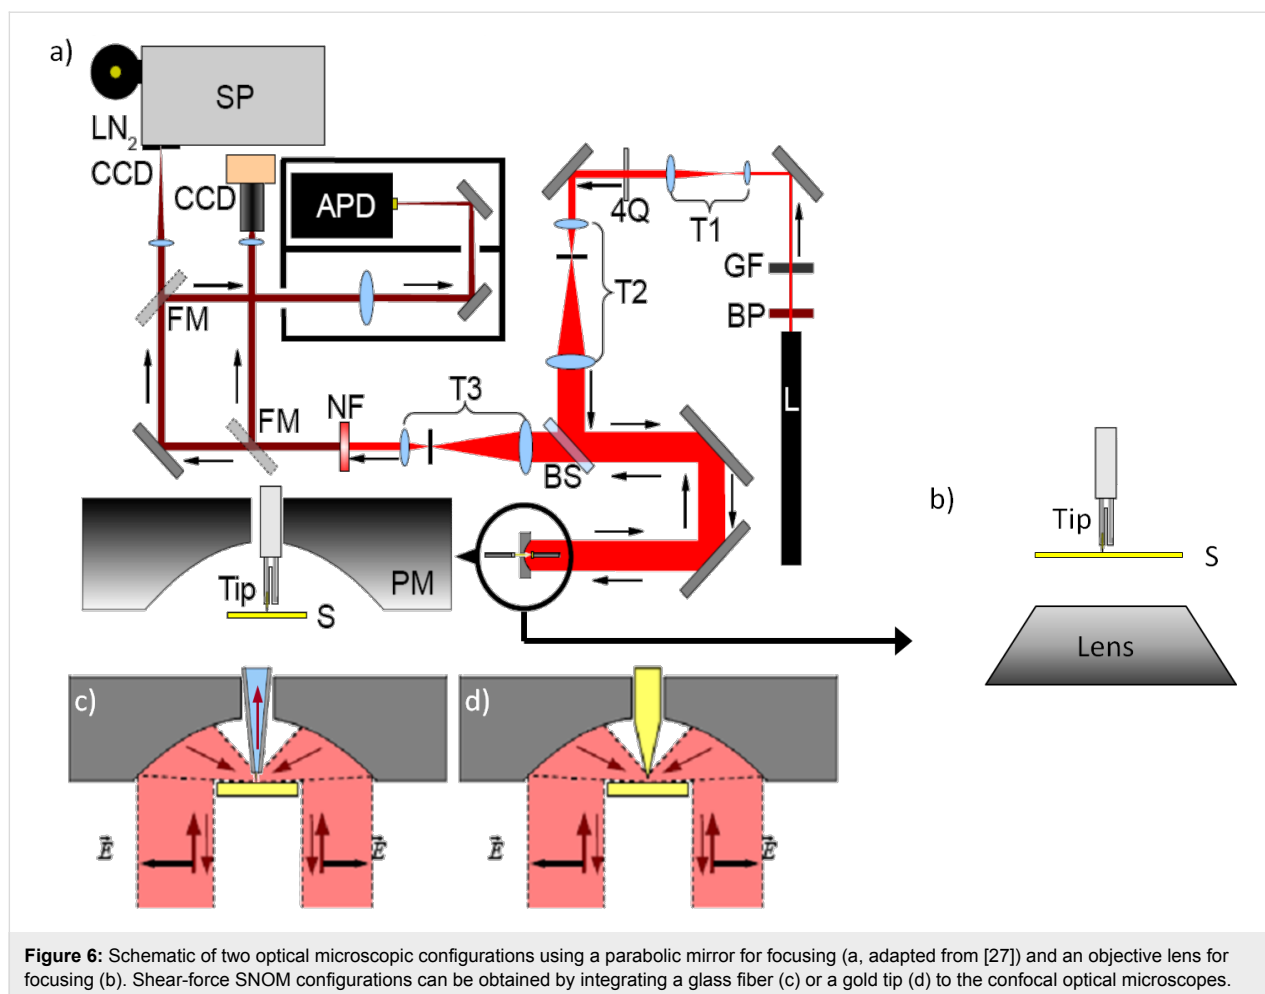 a)
SP
LN2
CCD
CCD
APD
4Q
T1
GF
T2
BP
FM
L
FM
NF
T3
BS
b)
Tip
S
Tip
PM
S
Lens
c)
d)
E
E
E
E
Figure 6: Schematic of two optical microscopic configurations using a parabolic mirror for focusing (a, adapted from [27]) and an objective lens for
focusing (b). Shear-force SNOM configurations can be obtained by integrating a glass fiber (c) or a gold tip (d) to the confocal optical microscopes.